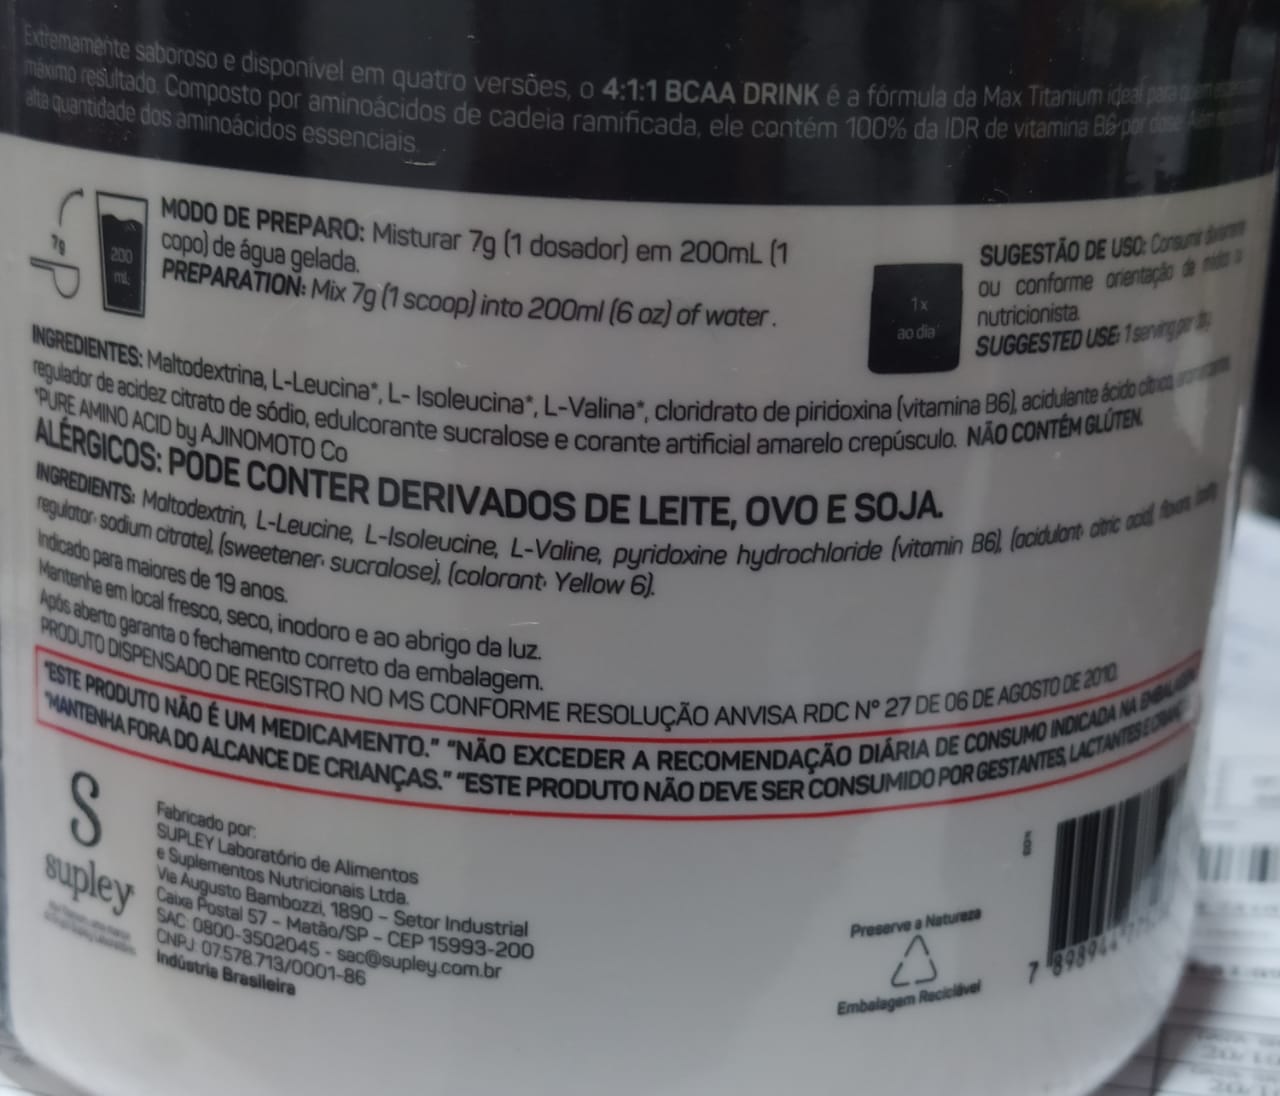 Extremamente saboroso e disponível em quatro versões, o 4:1:1 BCAA DRINK é a fórmula da Max Titanium ideal para quem
máximo resultado. Composto por aminoácidos de cadeia ramificada, ele contém 100% da IDR de vitamina B6 por dose. Além
alta quantidade dos aminoácidos essenciais.
7g
200
mL
MODO DE PREPARO: Misturar 7g (1 dosador) em 200mL (1
copo) de água gelada.
PREPARATION: Mix 7g (1 scoop) into 200ml (6 oz) of water.
1x
ao dia
SUGESTÃO DE USO: Consumir diariamente
ou conforme orientação de médico ou
nutricionista.
SUGGESTED USE: 1 serving per day.
INGREDIENTES: Maltodextrina, L-Leucina*, L- Isoleucina*, L-Valina*, cloridrato de piridoxina (vitamina B6), acidulante ácido cítrico, aromatizante,
regulador de acidez citrato de sódio, edulcorante sucralose e corante artificial amarelo crepúsculo. NÃO CONTÉM GLÚTEN.
*PURE AMINO ACID by AJINOMOTO Co
ALÉRGICOS: PODE CONTER DERIVADOS DE LEITE, OVO E SOJA.
INGREDIENTS: Maltodextrin, L-Leucine, L-Isoleucine, L-Valine, pyridoxine hydrochloride (vitamin B6), (acidulant: citric acid), flavors, (acidity
regulator: sodium citrate), (sweetener: sucralose), (colorant: Yellow 6).
Indicado para maiores de 19 anos.
Mantenha em local fresco, seco, inodoro e ao abrigo da luz.
Após aberto garanta o fechamento correto da embalagem.
PRODUTO DISPENSADO DE REGISTRO NO MS CONFORME RESOLUÇÃO ANVISA RDC Nº 27 DE 06 DE AGOSTO DE 2010.
"ESTE PRODUTO NÃO É UM MEDICAMENTO." "NÃO EXCEDER A RECOMENDAÇÃO DIÁRIA DE CONSUMO INDICADA NA EMBALAGEM."
"MANTENHA FORA DO ALCANCE DE CRIANÇAS." "ESTE PRODUTO NÃO DEVE SER CONSUMIDO POR GESTANTES, LACTANTES E CRIANÇAS."
supley
Fabricado por:
SUPLEY Laboratório de Alimentos
e Suplementos Nutricionais Ltda.
Via Augusto Bambozzi, 1890 - Setor Industrial
Caixa Postal 57 - Matão/SP - CEP 15993-200
SAC: 0800-3502045 - sac@supley.com.br
CNPJ: 07.578.713/0001-86
Indústria Brasileira
Preserve a Natureza
Embalagem Reciclável
7 898944